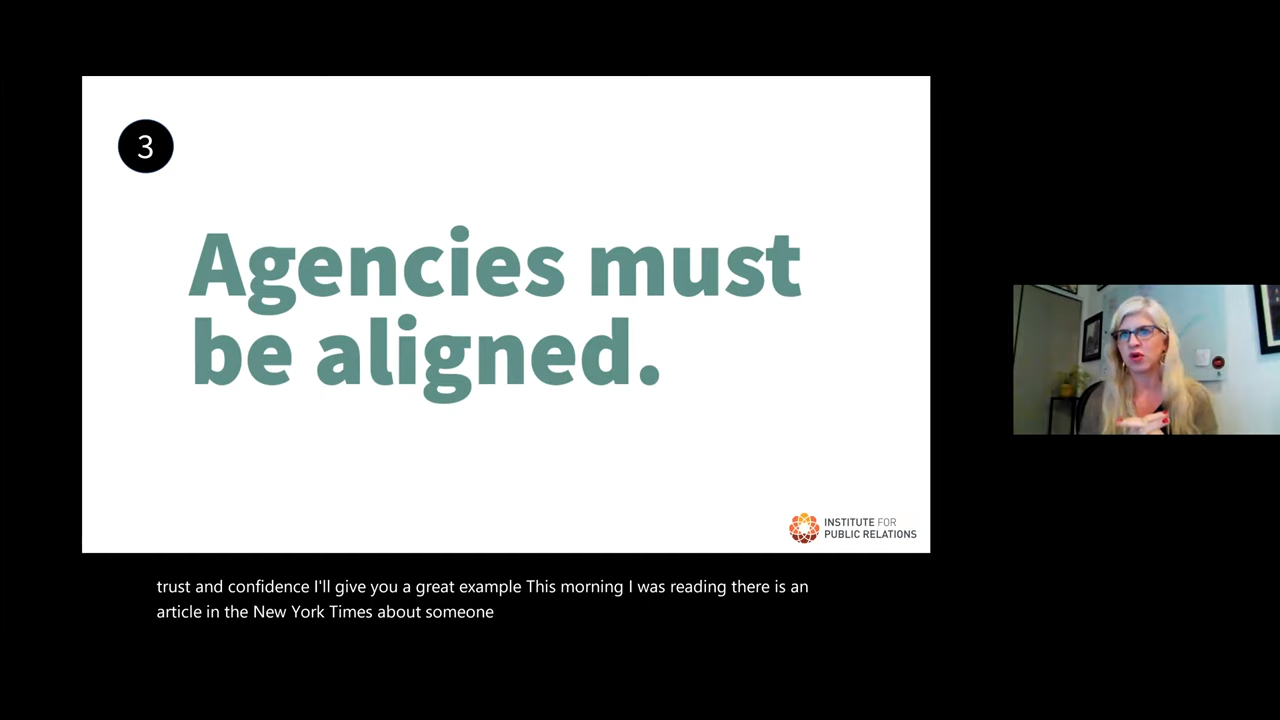 3
Agencies must
be aligned.
INSTITUTE FOR
PUBLIC RELATIONS
trust and confidence I'll give you a great example This morning I was reading there is an
article in the New York Times about someone